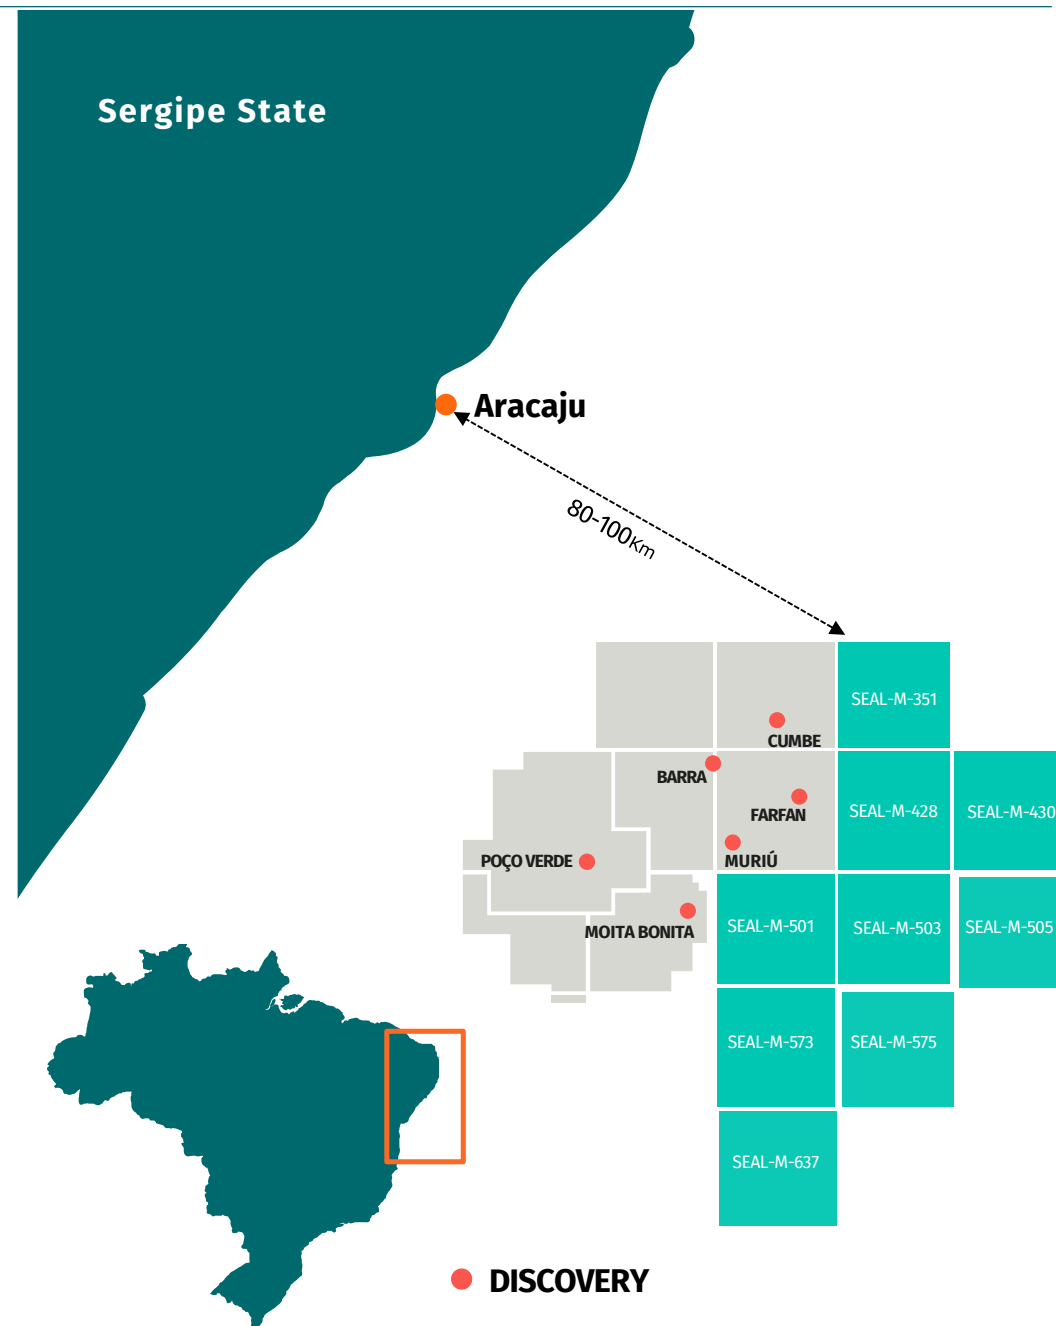 Sergipe State
Aracaju
80-100Km
SEAL-M-351
CUMBE
BARRA
FARFAN
SEAL-M-428
SEAL-M-430
MURIÚ
POÇO VERDE
MOITA BONITA
SEAL-M-501
SEAL-M-503
SEAL-M-505
SEAL-M-573
SEAL-M-575
SEAL-M-637
DISCOVERY